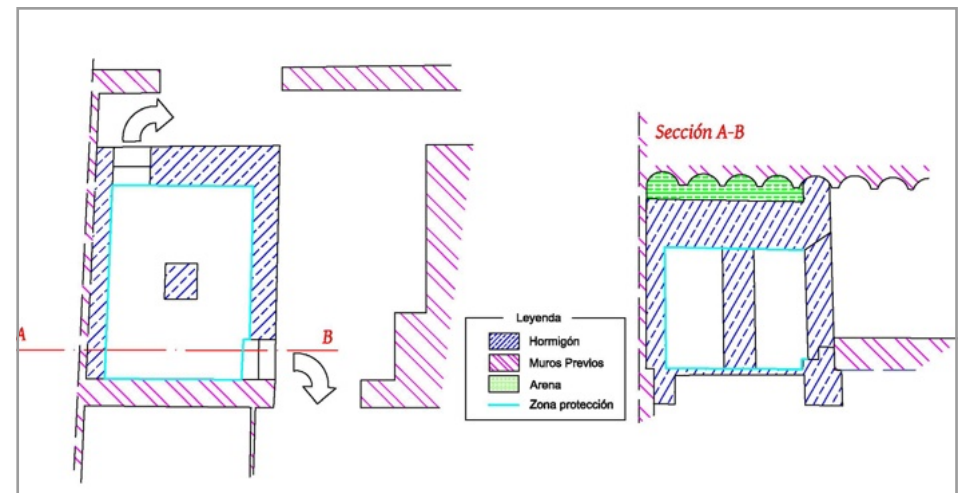 Sección A-B
A
B
Leyenda
Hormigón
Muros Previos
Arena
Zona protección